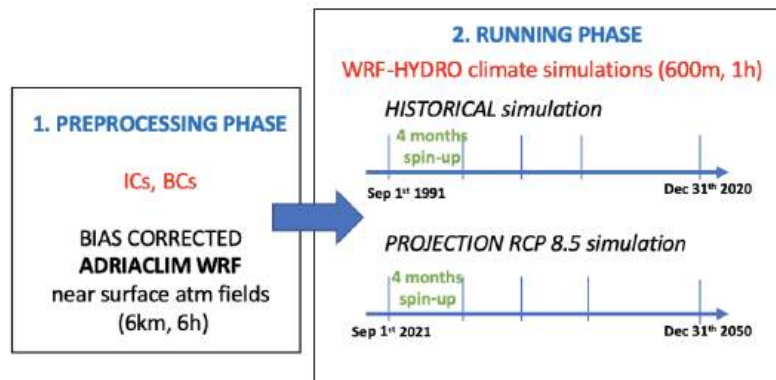 1. PREPROCESSING PHASE
ICs, BCs
BIAS CORRECTED
ADRIACLIM WRF
near surface atm fields
(6km, 6h)
2. RUNNING PHASE
WRF-HYDRO climate simulations (600m, 1h)
HISTORICAL simulation
4 months
spin-up
Sep 1st 1991
Dec 31th 2020
PROJECTION RCP 8.5 simulation
4 months
spin-up
Sep 1st 2021
Dec 31th 2050